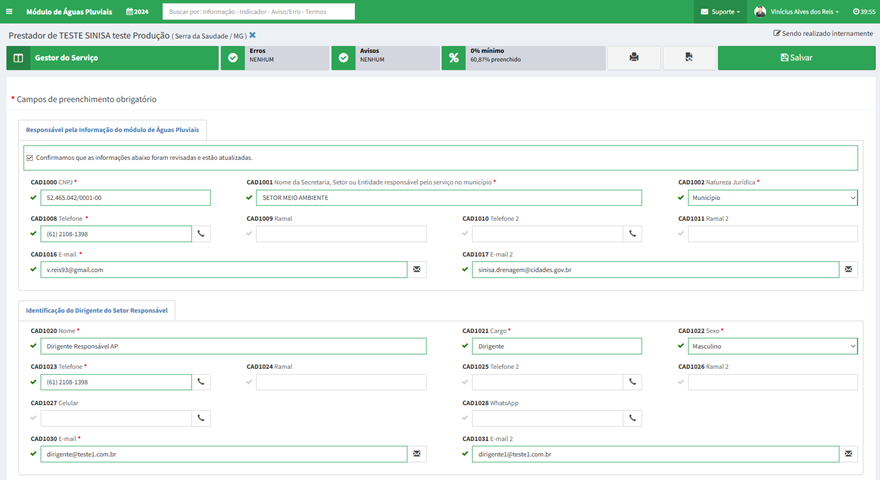 Módulo de Águas Pluviais
2024
Buscar por: Informação - Indicador - Aviso/Erro - Termos
Suporte
Vinícius Alves dos Reis
39:55
Prestador de TESTE SINISA teste Produção ( Serra da Saudade / MG )
Sendo realizado internamente
Gestor do Serviço
Erros
NENHUM
Avisos
NENHUM
0% mínimo
60,87% preenchido
Salvar
* Campos de preenchimento obrigatório
Responsável pela Informação do módulo de Águas Pluviais
Confirmamos que as informações abaixo foram revisadas e estão atualizadas.
CAD1000 CNPJ *
CAD1001 Nome da Secretaria, Setor ou Entidade responsável pelo serviço no município *
CAD1002 Natureza Jurídica *
52.465.042/0001-00
SETOR MEIO AMBIENTE
Município
CAD1008 Telefone *
CAD1009 Ramal
CAD1010 Telefone 2
CAD1011 Ramal 2
(61) 2108-1398
CAD1016 E-mail *
CAD1017 E-mail 2
v.reis93@gmail.com
sinisa.drenagem@cidades.gov.br
Identificação do Dirigente do Setor Responsável
CAD1020 Nome *
CAD1021 Cargo *
CAD1022 Sexo *
Dirigente Responsável AP
Dirigente
Masculino
CAD1023 Telefone *
CAD1024 Ramal
CAD1025 Telefone 2
CAD1026 Ramal 2
(61) 2108-1398
CAD1027 Celular
CAD1028 WhatsApp
CAD1030 E-mail *
CAD1031 E-mail 2
dirigente@teste1.com.br
dirigente1@teste1.com.br